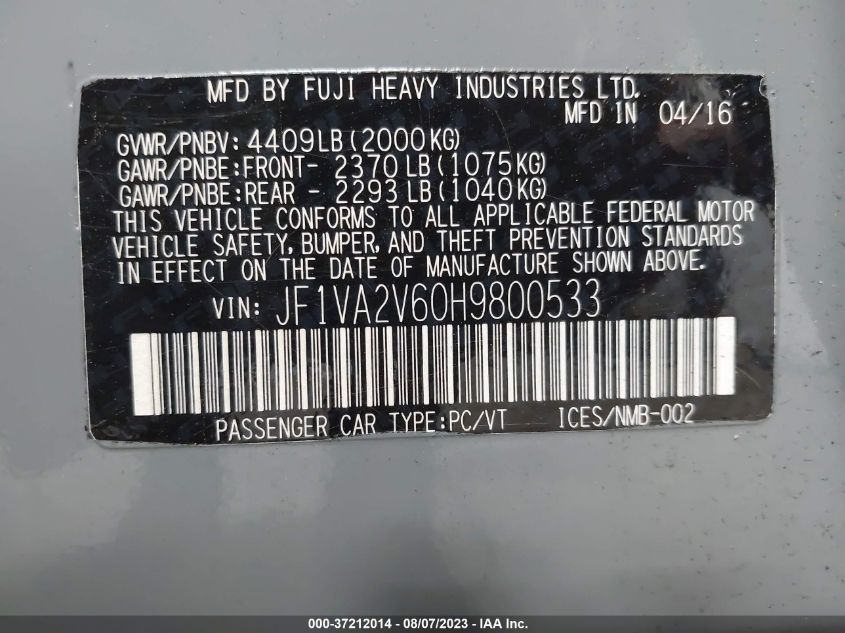 MFD BY FUJI HEAVY INDUSTRIES LTD.
MFD IN 04/16
GVWR/PNBV: 4409LB(2000KG)
GAWR/PNBE:FRONT- 2370LB(1075KG)
GAWR/PNBE:REAR - 2293LB(1040KG)
THIS VEHICLE CONFORMS TO ALL APPLICABLE FEDERAL MOTOR
VEHICLE SAFETY, BUMPER, AND THEFT PREVENTION STANDARDS
IN EFFECT ON THE DATE OF MANUFACTURE SHOWN ABOVE.
VIN: JF1VA2V60H9800533
PASSENGER CAR TYPE:PC/VT ICES/NMB-002
000-37212014 - 08/07/2023 - IAA Inc.